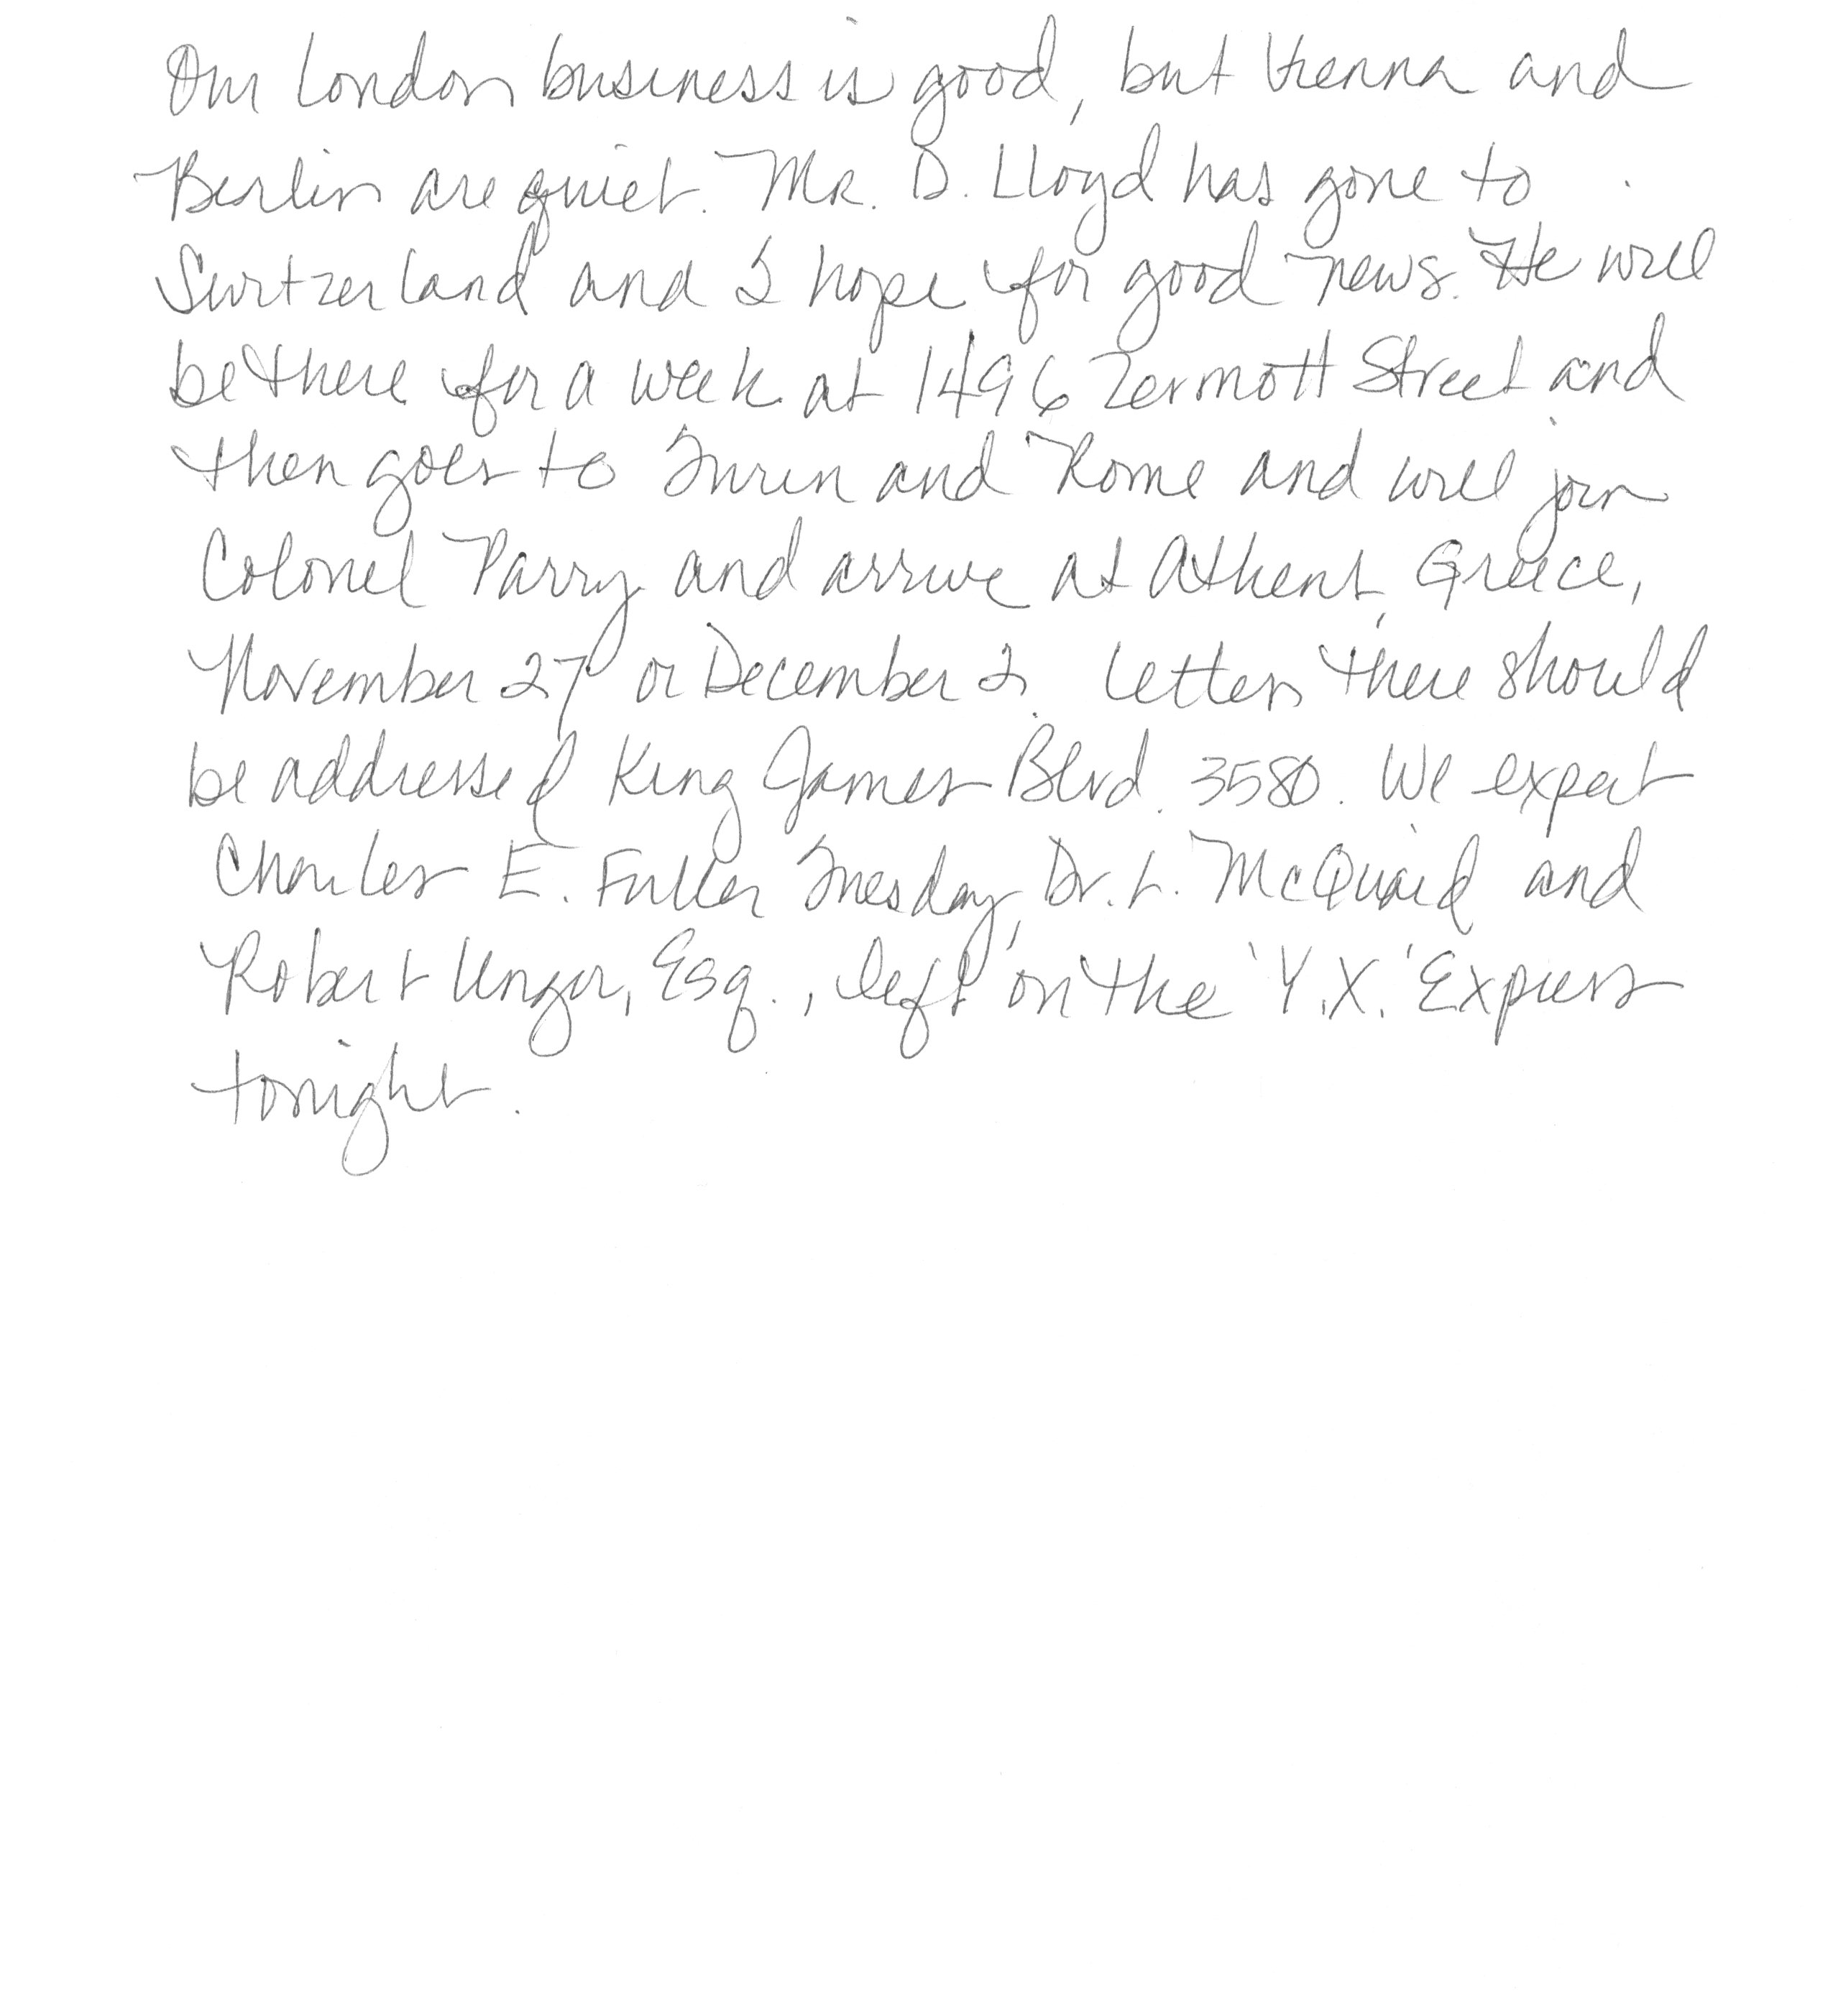 Our London business is good, but Vienna and
Berlin are quiet. Mr. D. Lloyd has gone to
Switzerland and I hope for good news. He will
be there for a week at 1496 Zermott Street and
then goes to Turin and Rome and will join
Colonel Parry and arrive at Athens, Greece,
November 27 or December 2. Letters there should
be addressed King James Blvd. 3580. We expect
Charles E. Fuller Tuesday, Dr. L. McQuaid and
Robert Unger, Esq., left on the 'Y.X.' Express
tonight.